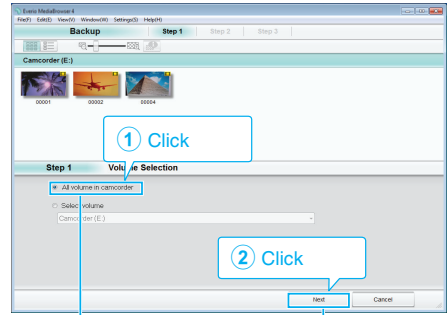 Everio MediaBrowser 4
File(F) Edit(E) View(V) Window(W) Settings(S) Help(H)
Backup Step 1 Step 2 Step 3
Camcorder (E:)
00001 00002 00004
① Click
Step 1 Volume Selection
All volume in camcorder
Select volume
Camcorder (E:)
② Click
Next Cancel